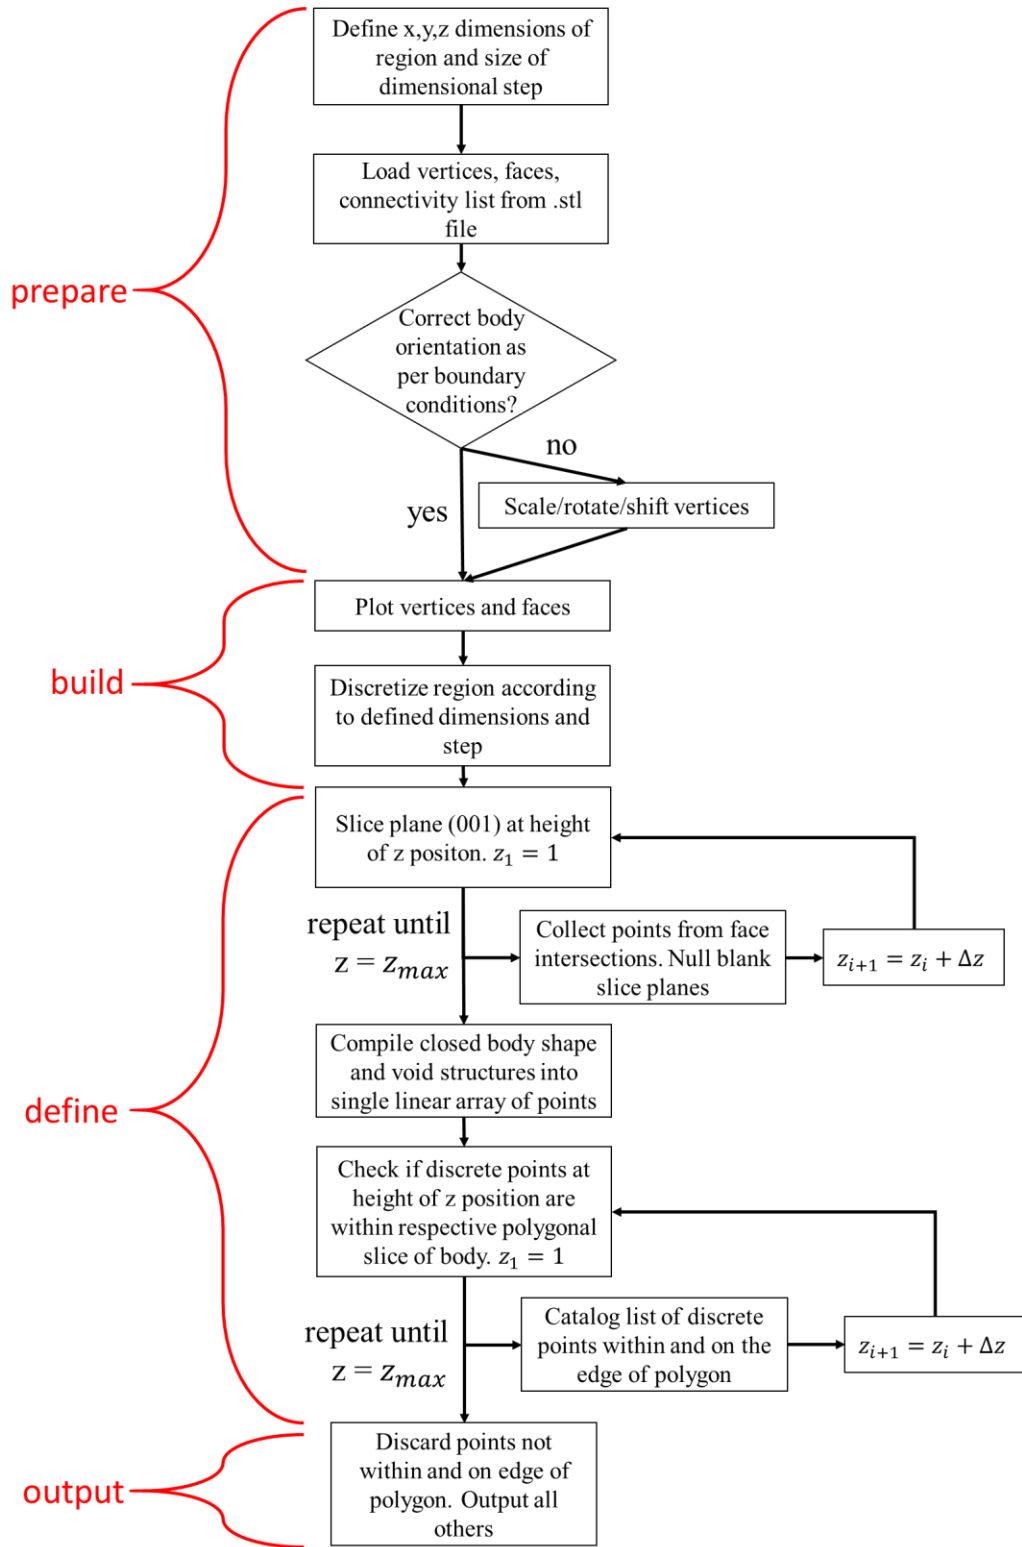 Define x,y,z dimensions of
region and size of
dimensional step
Load vertices, faces,
connectivity list from .stl
file
prepare
Correct body
orientation as
per boundary
conditions?
no
yes
Scale/rotate/shift vertices
Plot vertices and faces
build
Discretize region according
to defined dimensions and
step
Slice plane (001) at height
of z positon. z₁ = 1
repeat until
z = zₘₐₓ
Collect points from face
intersections. Null blank
slice planes
zᵢ₊₁ = zᵢ + Δz
Compile closed body shape
and void structures into
single linear array of points
define
Check if discrete points at
height of z position are
within respective polygonal
slice of body. z₁ = 1
repeat until
z = zₘₐₓ
Catalog list of discrete
points within and on the
edge of polygon
zᵢ₊₁ = zᵢ + Δz
output
Discard points not
within and on edge of
polygon. Output all
others